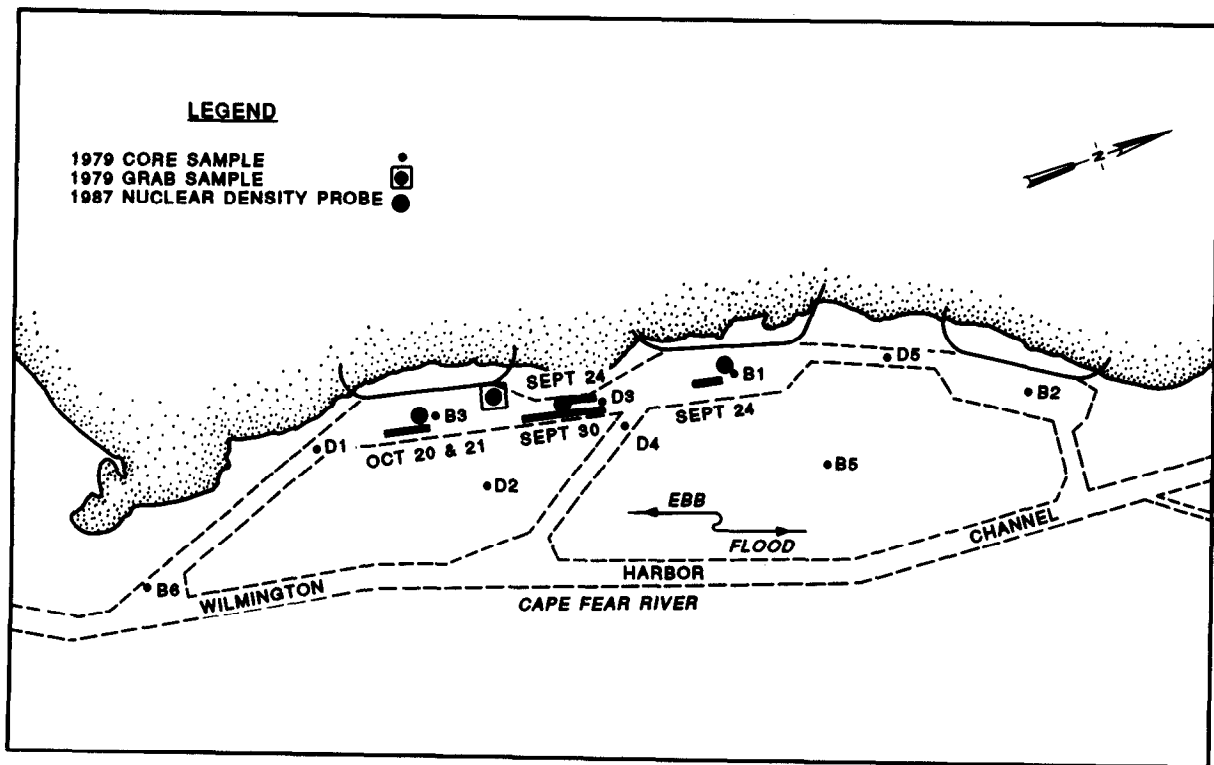 LEGEND
1979 CORE SAMPLE
1979 GRAB SAMPLE
1987 NUCLEAR DENSITY PROBE
N
SEPT 24
D5
B1
B2
B3
D3
SEPT 24
SEPT 30
D4
OCT 20 & 21
D1
D2
B5
EBB
FLOOD
CHANNEL
HARBOR
B6
WILMINGTON
CAPE FEAR RIVER